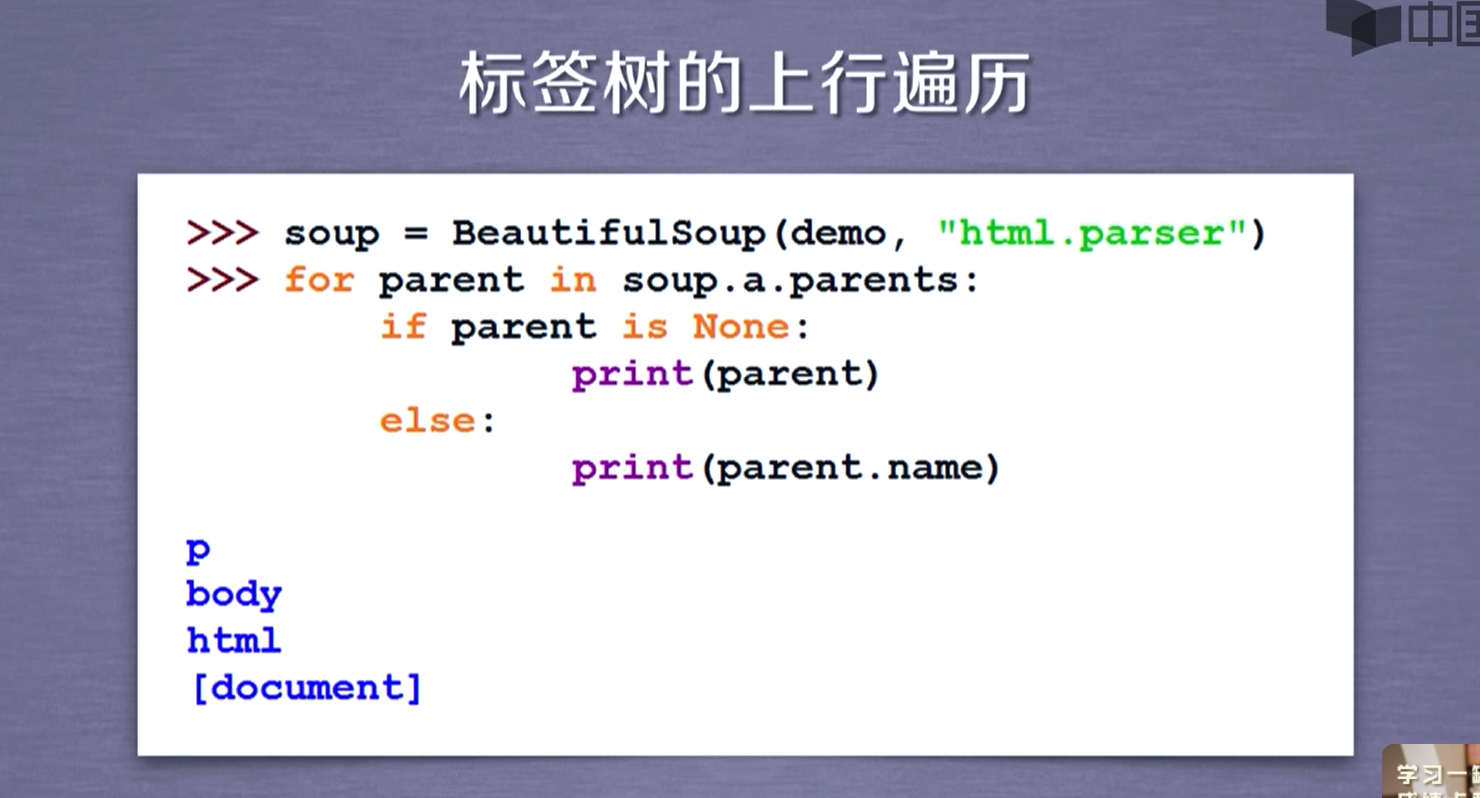 中国
标签树的上行遍历
>>> soup = BeautifulSoup(demo, "html.parser")
>>> for parent in soup.a.parents:
        if parent is None:
                print(parent)
        else:
                print(parent.name)
p
body
html
[document]
学习一